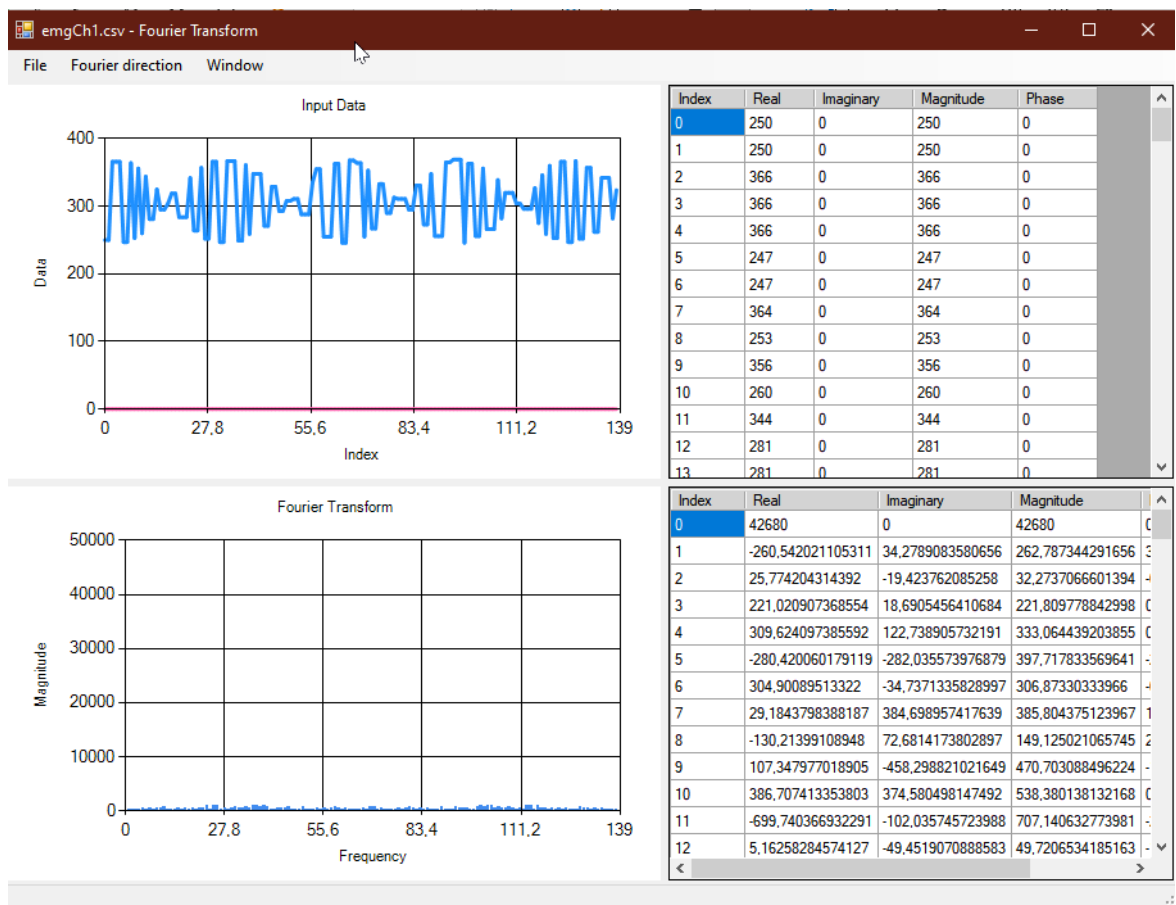 emgCh1.csv - Fourier Transform
File Fourier direction Window
Input Data
400
300
200
100
0
Data
0 27,8 55,6 83,4 111,2 139
Index
Index Real Imaginary Magnitude Phase
0 250 0 250 0
1 250 0 250 0
2 366 0 366 0
3 366 0 366 0
4 366 0 366 0
5 247 0 247 0
6 247 0 247 0
7 364 0 364 0
8 253 0 253 0
9 356 0 356 0
10 260 0 260 0
11 344 0 344 0
12 281 0 281 0
13 281 0 281 0
Fourier Transform
50000
40000
30000
20000
10000
0
Magnitude
0 27,8 55,6 83,4 111,2 139
Frequency
Index Real Imaginary Magnitude
0 42680 0 42680
1 -260,542021105311 34,2789083580656 262,787344291656
2 25,774204314392 -19,423762085258 32,2737066601394
3 221,020907368554 18,6905456410684 221,809778842998
4 309,624097385592 122,738905732191 333,064439203855
5 -280,420060179119 -282,035573976879 397,717833569641
6 304,90089513322 -34,7371335828997 306,87330333966
7 29,1843798388187 384,698957417639 385,804375123967
8 -130,21399108948 72,6814173802897 149,125021065745
9 107,347977018905 -458,298821021649 470,703088496224
10 386,707413353803 374,580498147492 538,380138132168
11 -699,740366932291 -102,035745723988 707,140632773981
12 5,16258284574127 -49,4519070888583 49,7206534185163